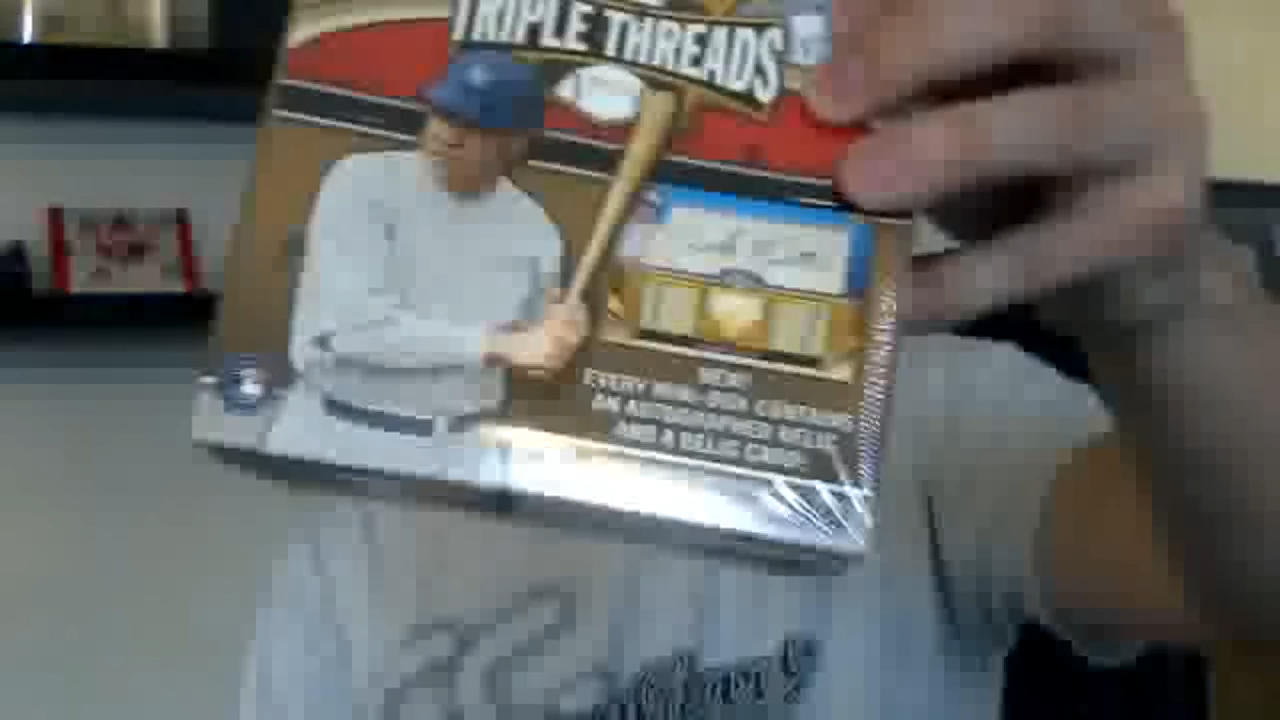 TRIPLE THREADS
NEW!
EVERY MINI-BOX CONTAINS
AN AUTOGRAPHED RELIC
AND A RELIC CARD!